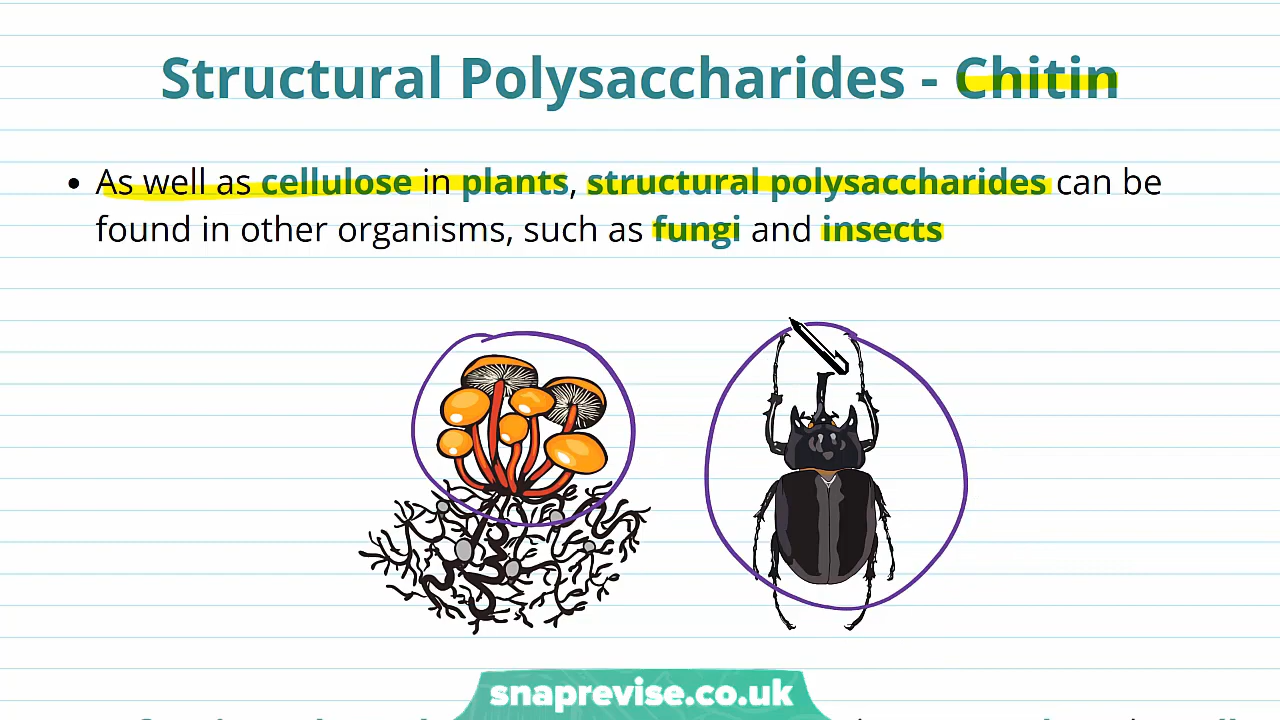 Structural Polysaccharides - Chitin
• As well as cellulose in plants, structural polysaccharides can be
found in other organisms, such as fungi and insects
snaprevise.co.uk